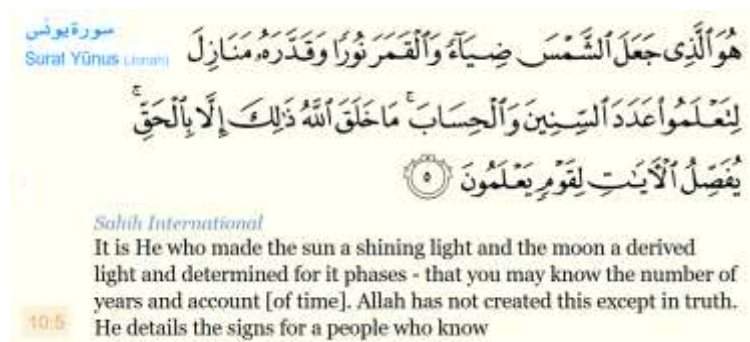 سورة يونس
Surat Yūnus (Jonah)
هُوَ ٱلَّذِى جَعَلَ ٱلشَّمْسَ ضِيَآءً وَٱلْقَمَرَ نُورًا وَقَدَّرَهُۥ مَنَازِلَ
لِتَعْلَمُوا۟ عَدَدَ ٱلسِّنِينَ وَٱلْحِسَابَ ۚ مَا خَلَقَ ٱللَّهُ ذَٰلِكَ إِلَّا بِٱلْحَقِّ ۚ
يُفَصِّلُ ٱلْـَٔايَـٰتِ لِقَوْمٍ يَعْلَمُونَ ٥
Sahih International
It is He who made the sun a shining light and the moon a derived
light and determined for it phases - that you may know the number of
years and account [of time]. Allah has not created this except in truth.
10:5 He details the signs for a people who know